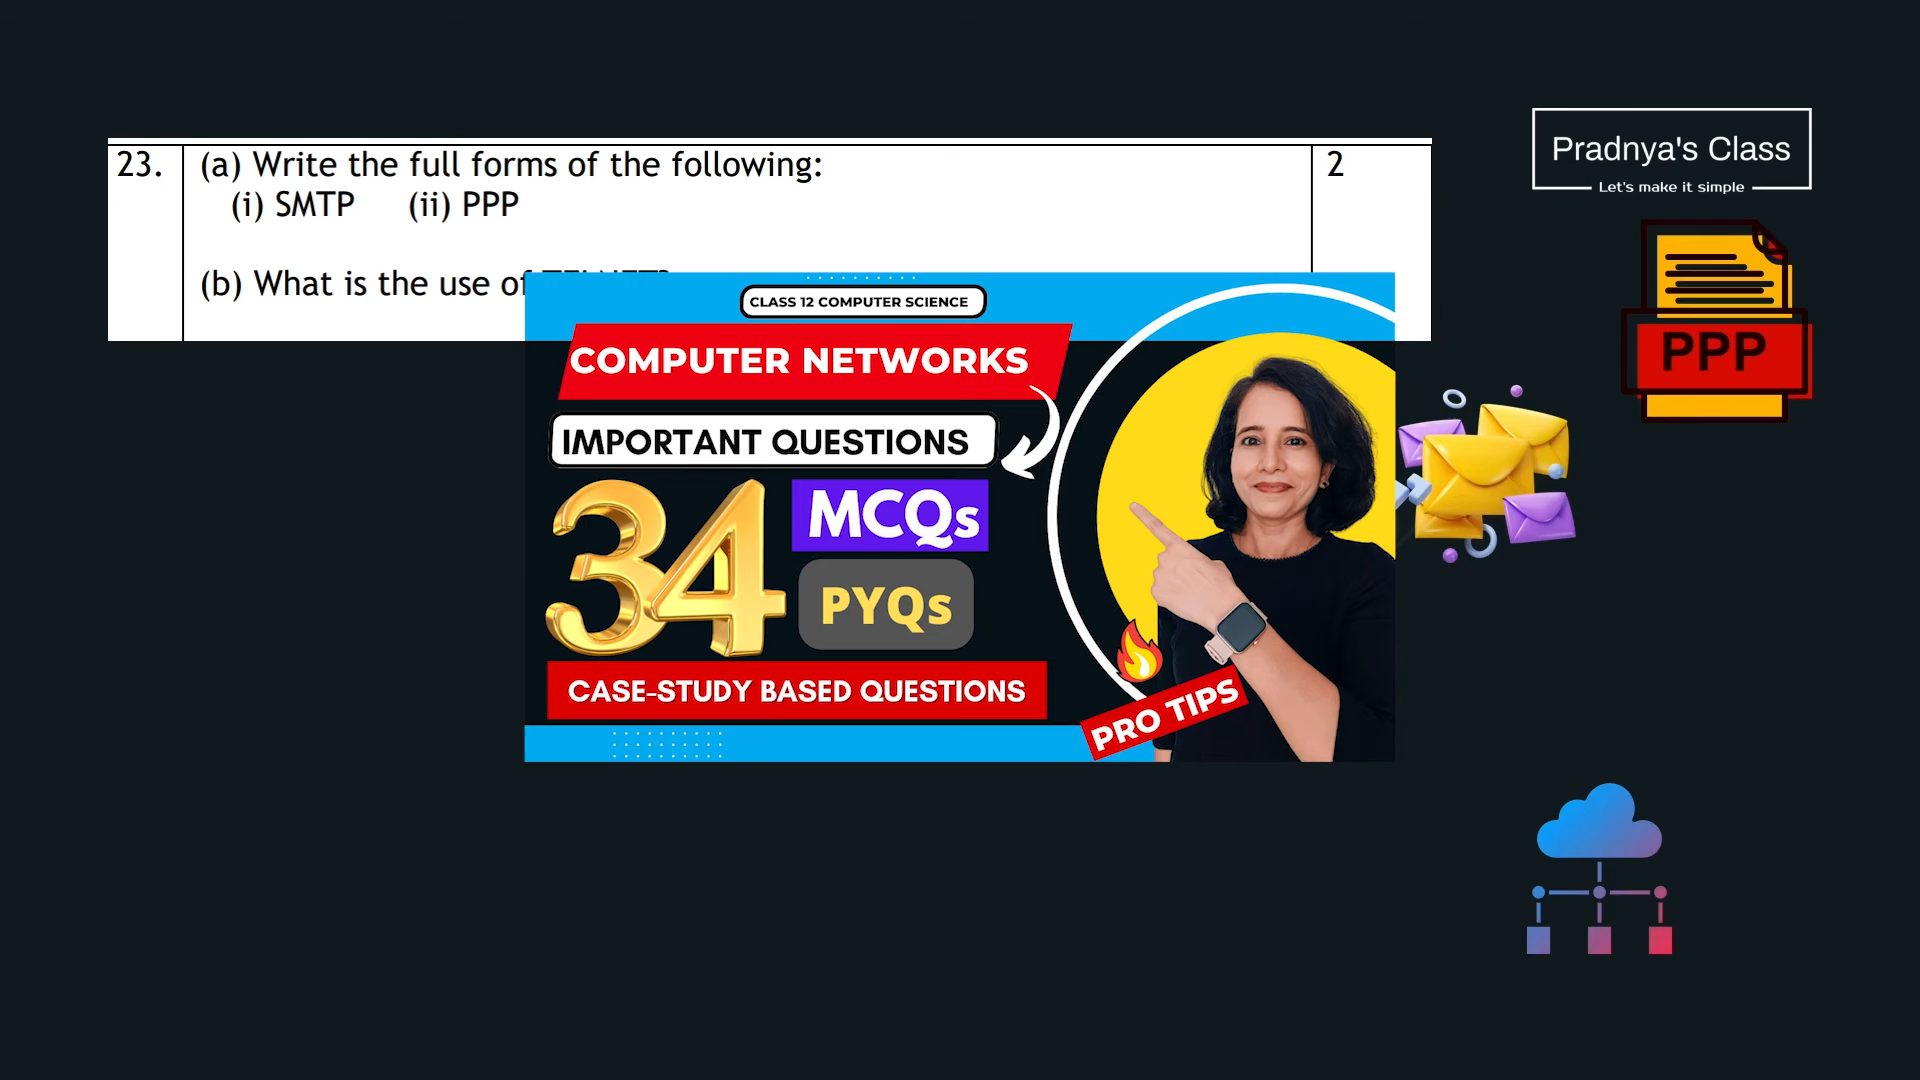 23.
(a) Write the full forms of the following:
2
(i) SMTP (ii) PPP
(b) What is the use of TELNET?
Pradnya's Class
Let's make it simple
PPP
CLASS 12 COMPUTER SCIENCE
COMPUTER NETWORKS
IMPORTANT QUESTIONS
34
MCQs
PYQs
CASE-STUDY BASED QUESTIONS
PRO TIPS